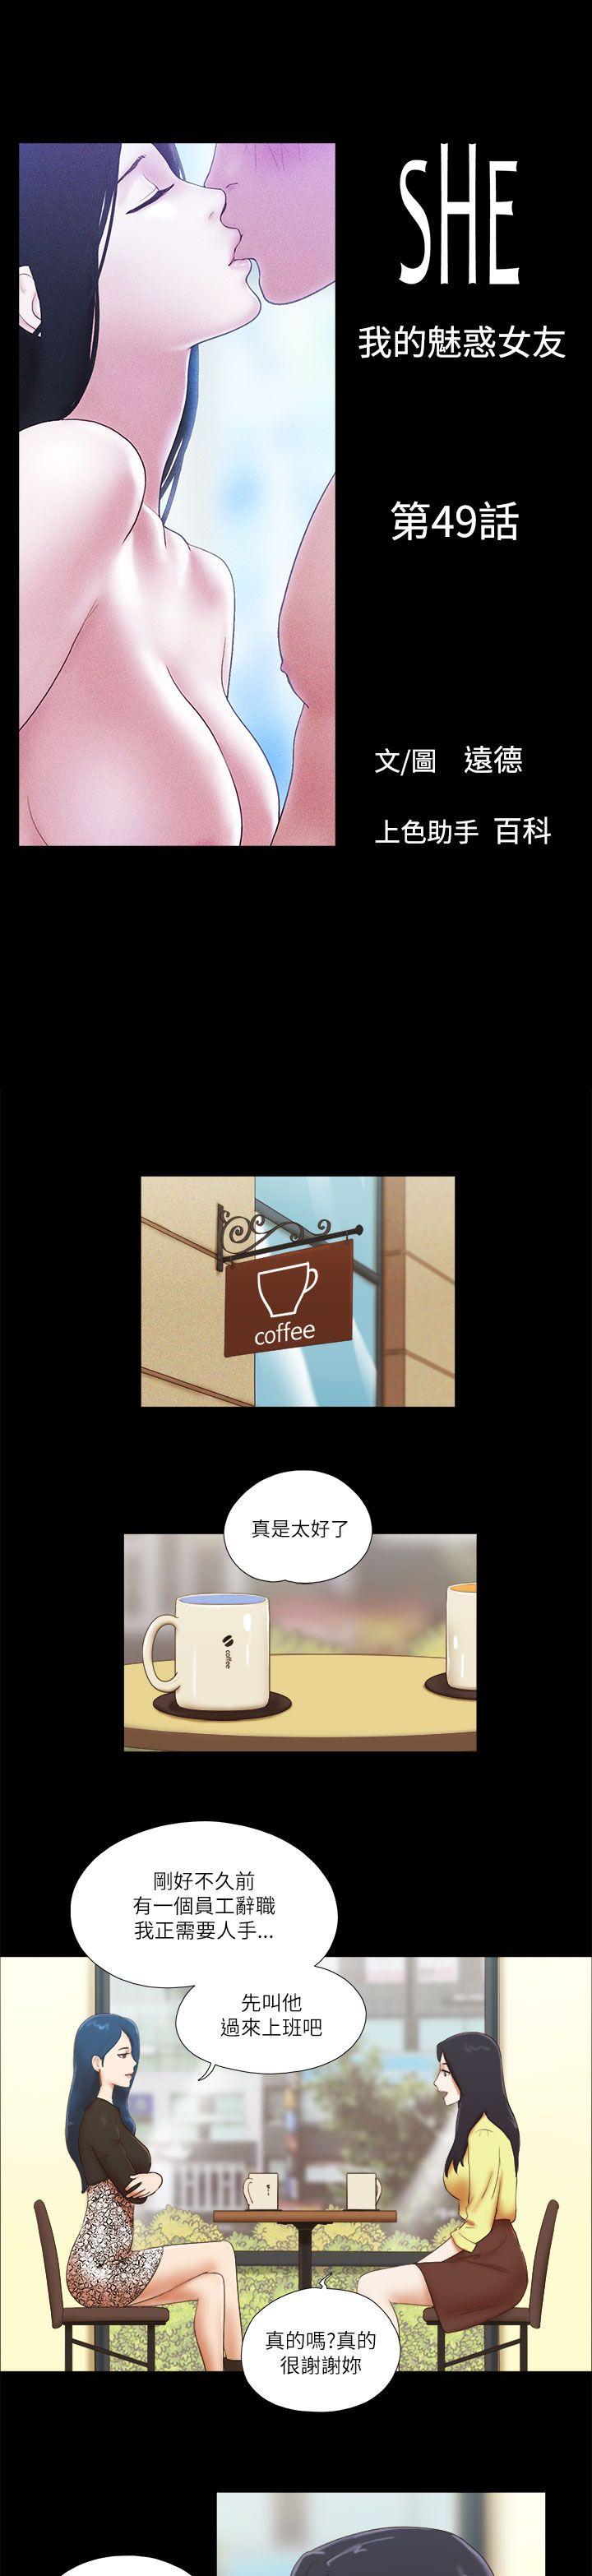 SHE
我的魅惑女友
第49話
文/圖 遠德
上色助手 百科
coffee
真是太好了
coffee
剛好不久前
有一個員工辭職
我正需要人手...
先叫他
過來上班吧
真的嗎?真的
很謝謝妳